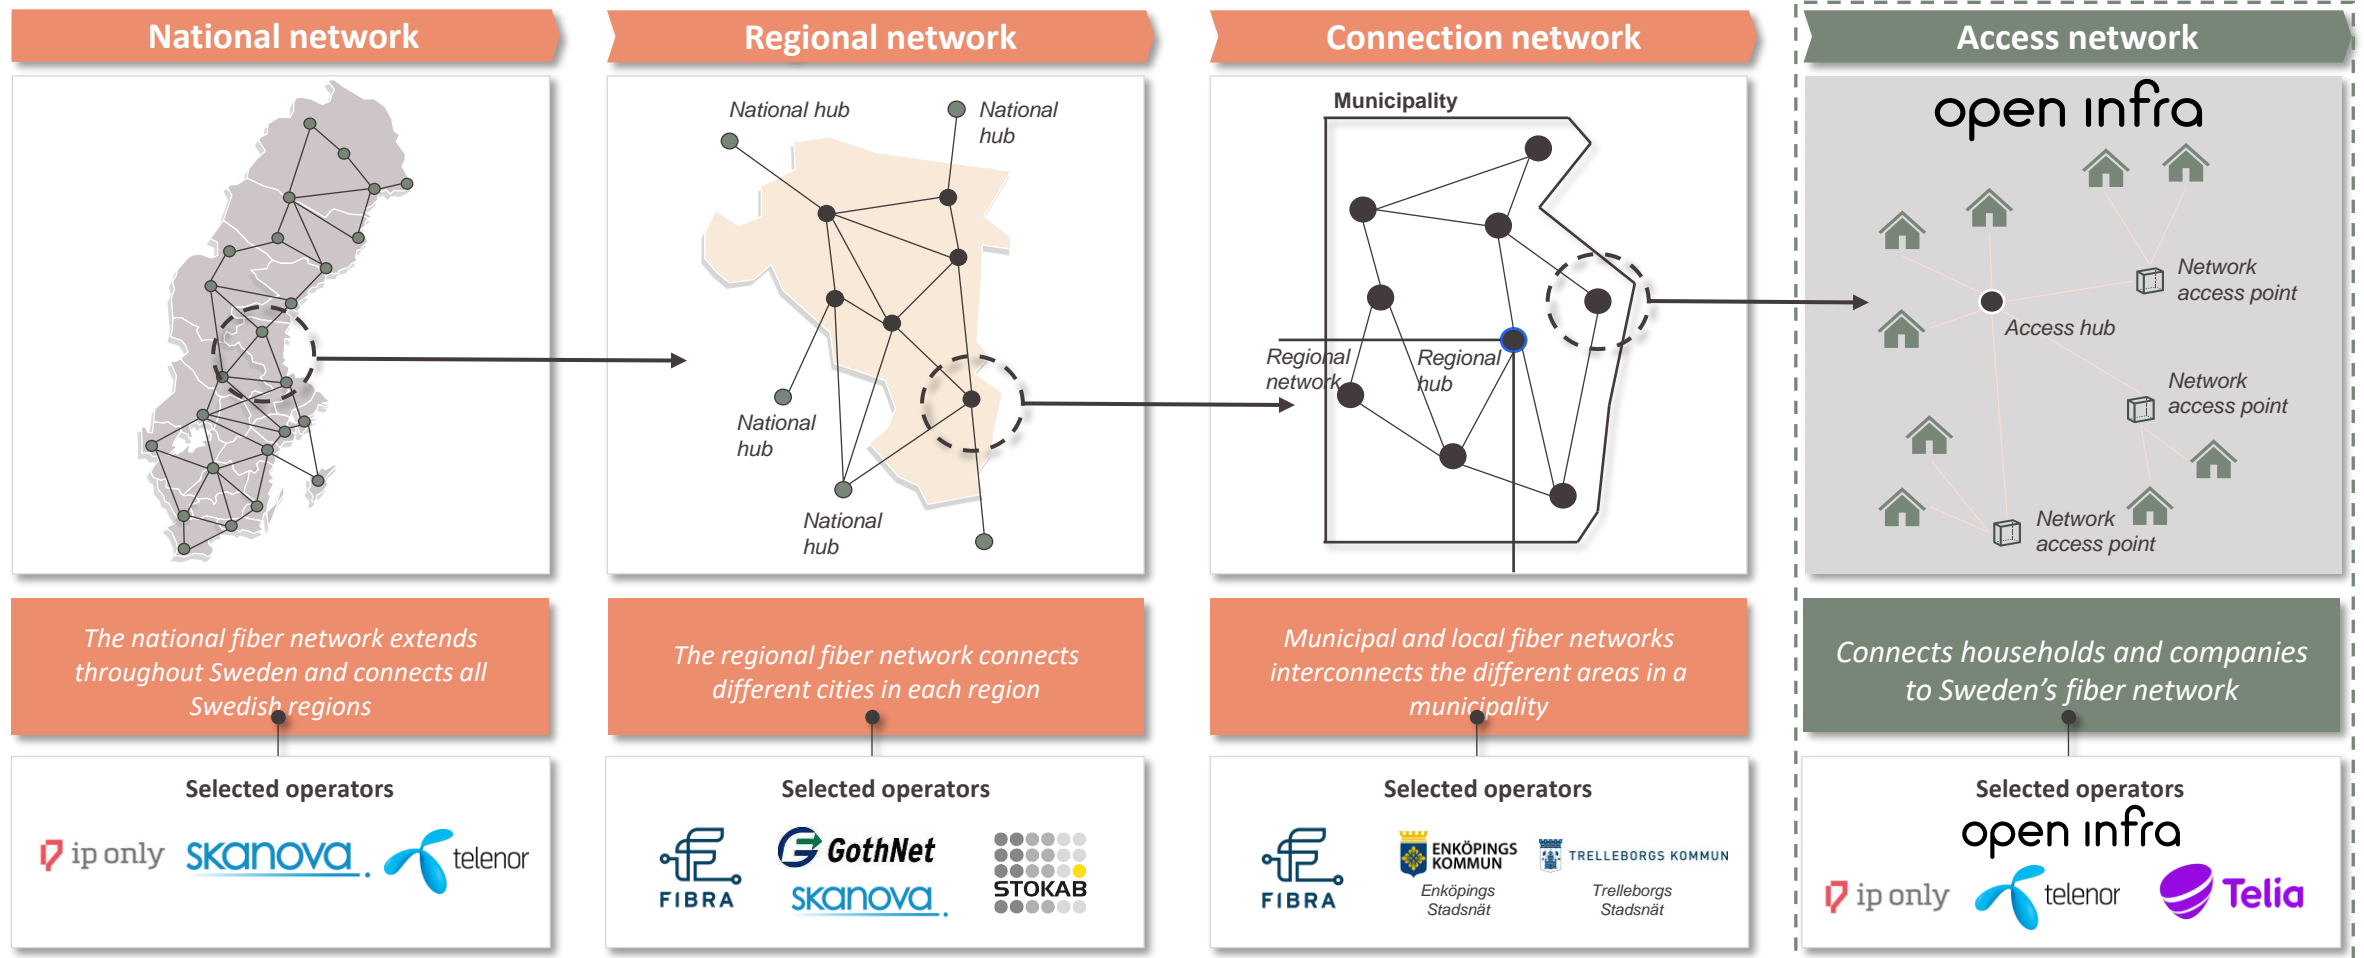 National network
Regional network
Connection network
Access network
National hub
National
hub
National
hub
National
hub
Municipality
Regional
network
Regional
hub
open infra
Network
access point
Access hub
Network
access point
Network
access point
The national fiber network extends
throughout Sweden and connects all
Swedish regions
The regional fiber network connects
different cities in each region
Municipal and local fiber networks
interconnects the different areas in a
municipality
Connects households and companies
to Sweden’s fiber network
Selected operators
ip only
skanova
telenor
Selected operators
FIBRA
GothNet
skanova
STOKAB
Selected operators
FIBRA
ENKÖPINGS
KOMMUN
Enköpings
Stadsnät
TRELLEBORGS KOMMUN
Trelleborgs
Stadsnät
Selected operators
open infra
ip only
telenor
Telia